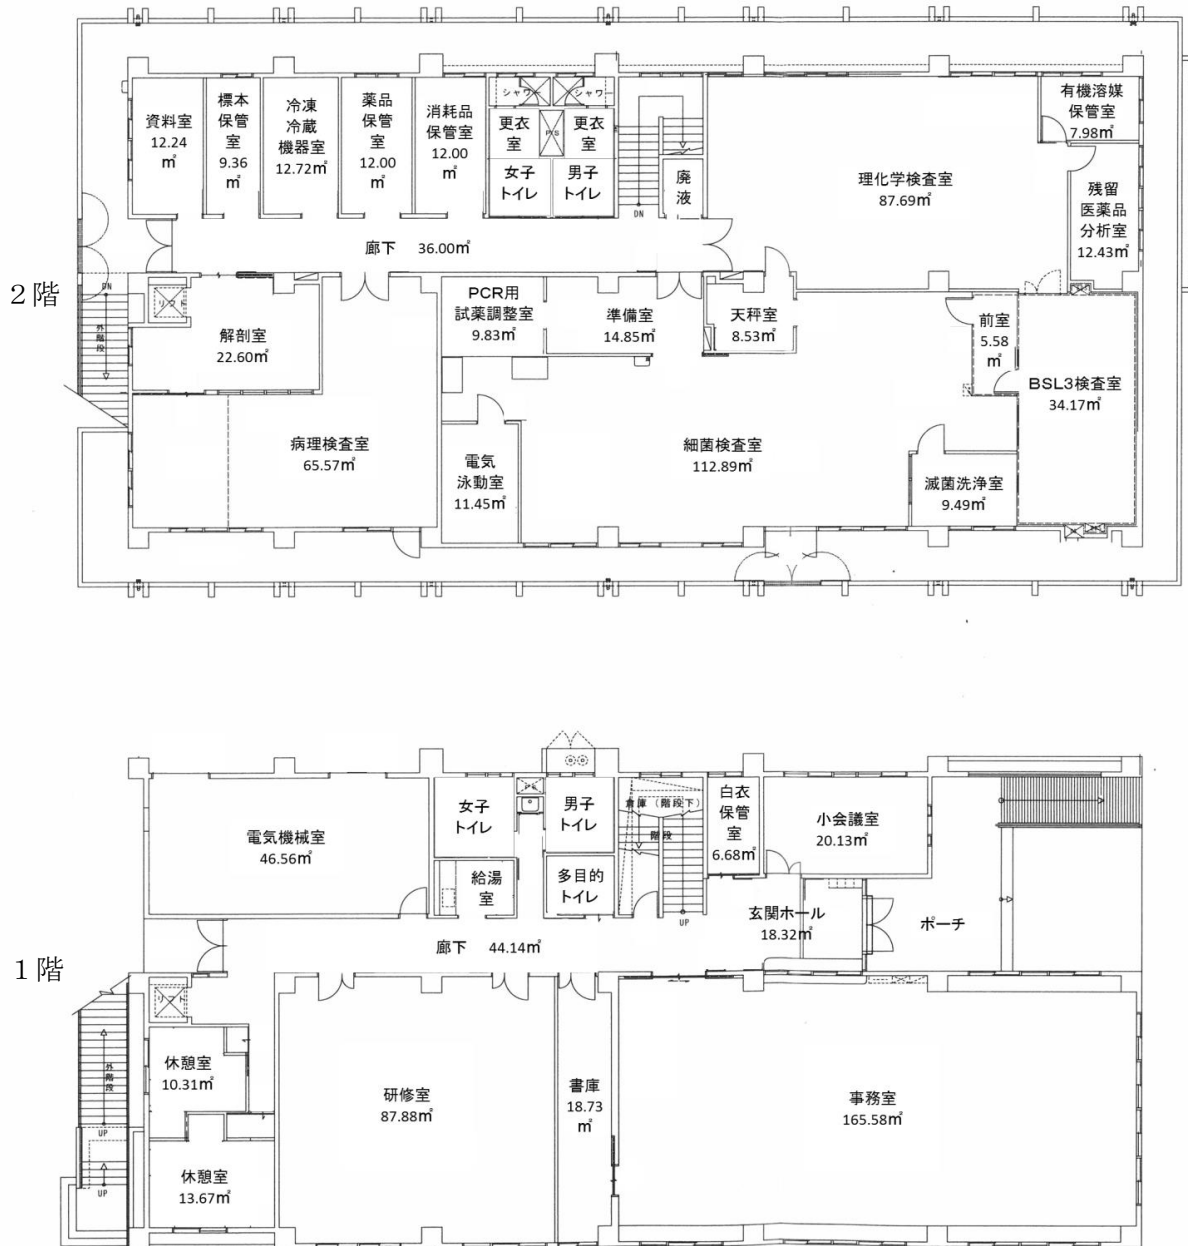 2階
資料室
12.24
㎡
標本
保管
室
9.36
㎡
冷凍
冷蔵
機器室
12.72㎡
薬品
保管
室
12.00
㎡
消耗品
保管室
12.00
㎡
シャワー
シャワー
更衣
室
PS
更衣
室
女子
トイレ
男子
トイレ
DN
廃
液
理化学検査室
87.69㎡
有機溶媒
保管室
7.98㎡
残留
医薬品
分析室
12.43㎡
廊下 36.00㎡
DN
外階段
リフト
解剖室
22.60㎡
病理検査室
65.57㎡
PCR用
試薬調整室
9.83㎡
準備室
14.85㎡
天秤室
8.53㎡
前室
5.58
㎡
BSL3検査室
34.17㎡
電気
泳動室
11.45㎡
細菌検査室
112.89㎡
滅菌洗浄室
9.49㎡
1階
電気機械室
46.56㎡
女子
トイレ
PS
男子
トイレ
給湯
室
多目的
トイレ
倉庫（階段下）
階段
UP
白衣
保管
室
6.68㎡
小会議室
20.13㎡
玄関ホール
18.32㎡
ポーチ
廊下 44.14㎡
リフト
外階段
UP
UP
休憩室
10.31㎡
休憩室
13.67㎡
研修室
87.88㎡
書庫
18.73
㎡
事務室
165.58㎡